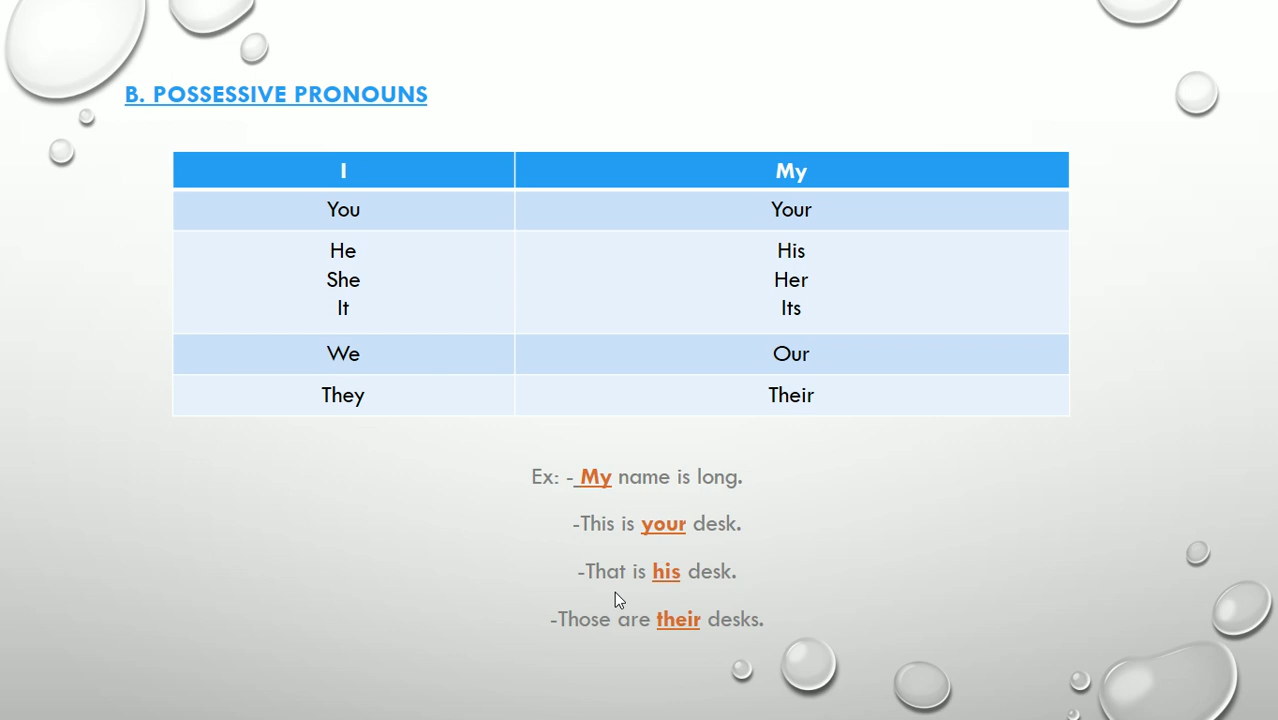 B. POSSESSIVE PRONOUNS
I My
You Your
He His
She Her
It Its
We Our
They Their
Ex: - My name is long.
-This is your desk.
-That is his desk.
-Those are their desks.